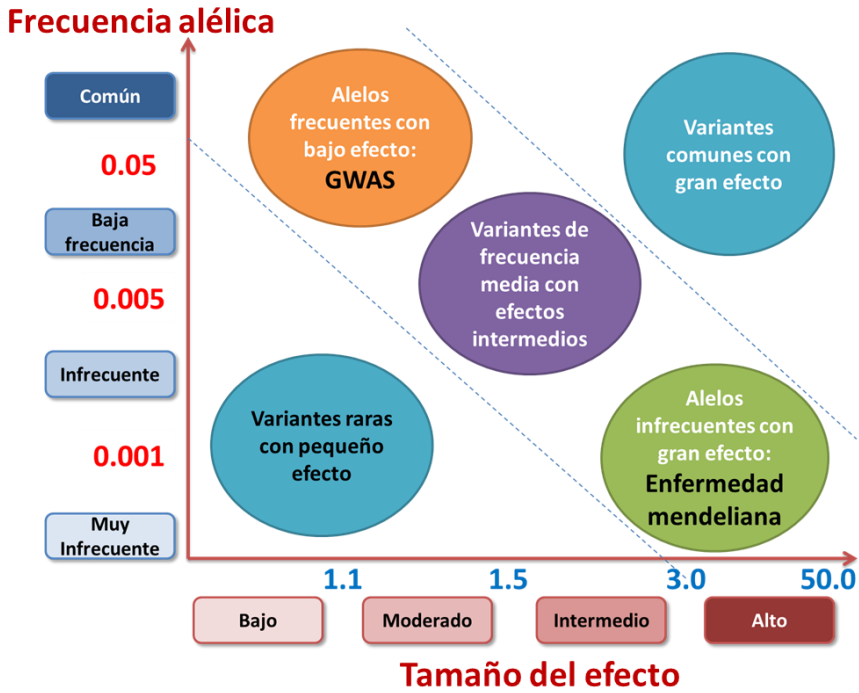 Frecuencia alélica
Común
0.05
Baja
frecuencia
0.005
Infrecuente
0.001
Muy
Infrecuente
Alelos
frecuentes con
bajo efecto:
GWAS
Variantes
comunes con
gran efecto
Variantes de
frecuencia
media con
efectos
intermedios
Variantes raras
con pequeño
efecto
Alelos
infrecuentes con
gran efecto:
Enfermedad
mendeliana
1.1
1.5
3.0
50.0
Bajo
Moderado
Intermedio
Alto
Tamaño del efecto